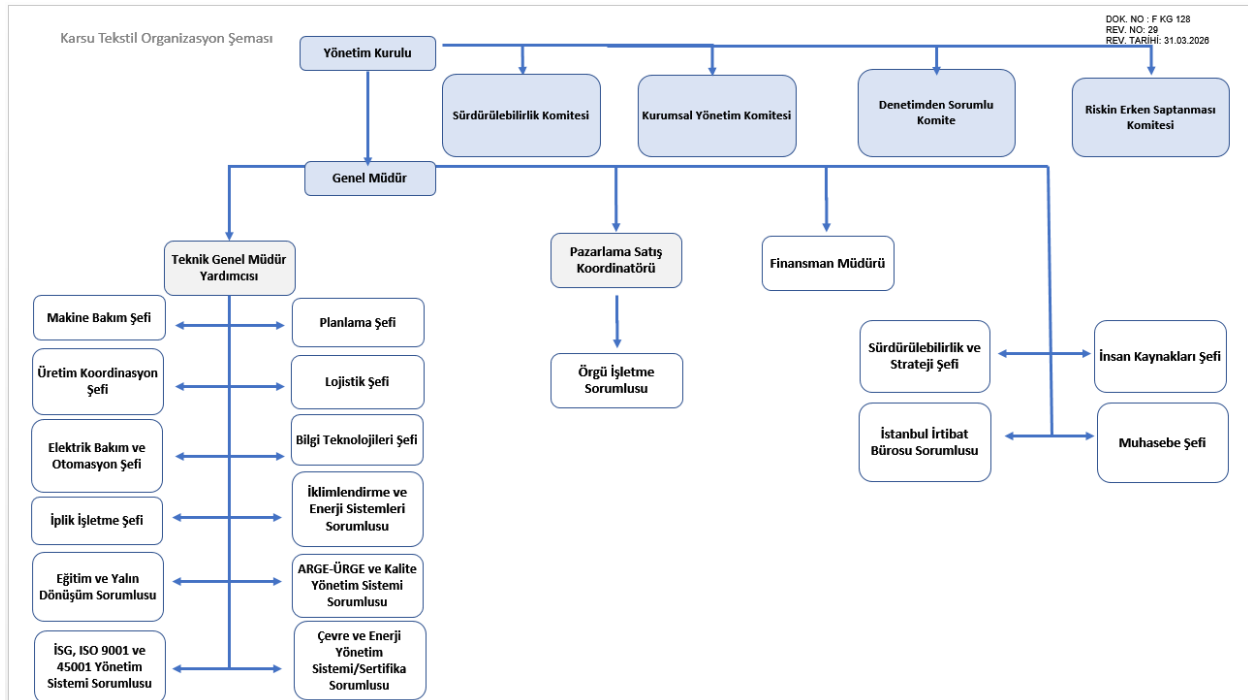 Karsu Tekstil Organizasyon Şeması
DOK. NO : F KG 128
REV. NO: 29
REV. TARİHİ: 31.03.2026
Yönetim Kurulu
Sürdürülebilirlik Komitesi
Kurumsal Yönetim Komitesi
Denetimden Sorumlu
Komite
Riskin Erken Saptanması
Komitesi
Genel Müdür
Teknik Genel Müdür
Yardımcısı
Pazarlama Satış
Koordinatörü
Finansman Müdürü
Makine Bakım Şefi
Planlama Şefi
Üretim Koordinasyon
Şefi
Lojistik Şefi
Elektrik Bakım ve
Otomasyon Şefi
Bilgi Teknolojileri Şefi
İplik İşletme Şefi
İklimlendirme ve
Enerji Sistemleri
Sorumlusu
Eğitim ve Yalın
Dönüşüm Sorumlusu
ARGE-ÜRGE ve Kalite
Yönetim Sistemi
Sorumlusu
İSG, ISO 9001 ve
45001 Yönetim
Sistemi Sorumlusu
Çevre ve Enerji
Yönetim
Sistemi/Sertifika
Sorumlusu
Örgü İşletme
Sorumlusu
Sürdürülebilirlik ve
Strateji Şefi
İnsan Kaynakları Şefi
İstanbul İrtibat
Bürosu Sorumlusu
Muhasebe Şefi